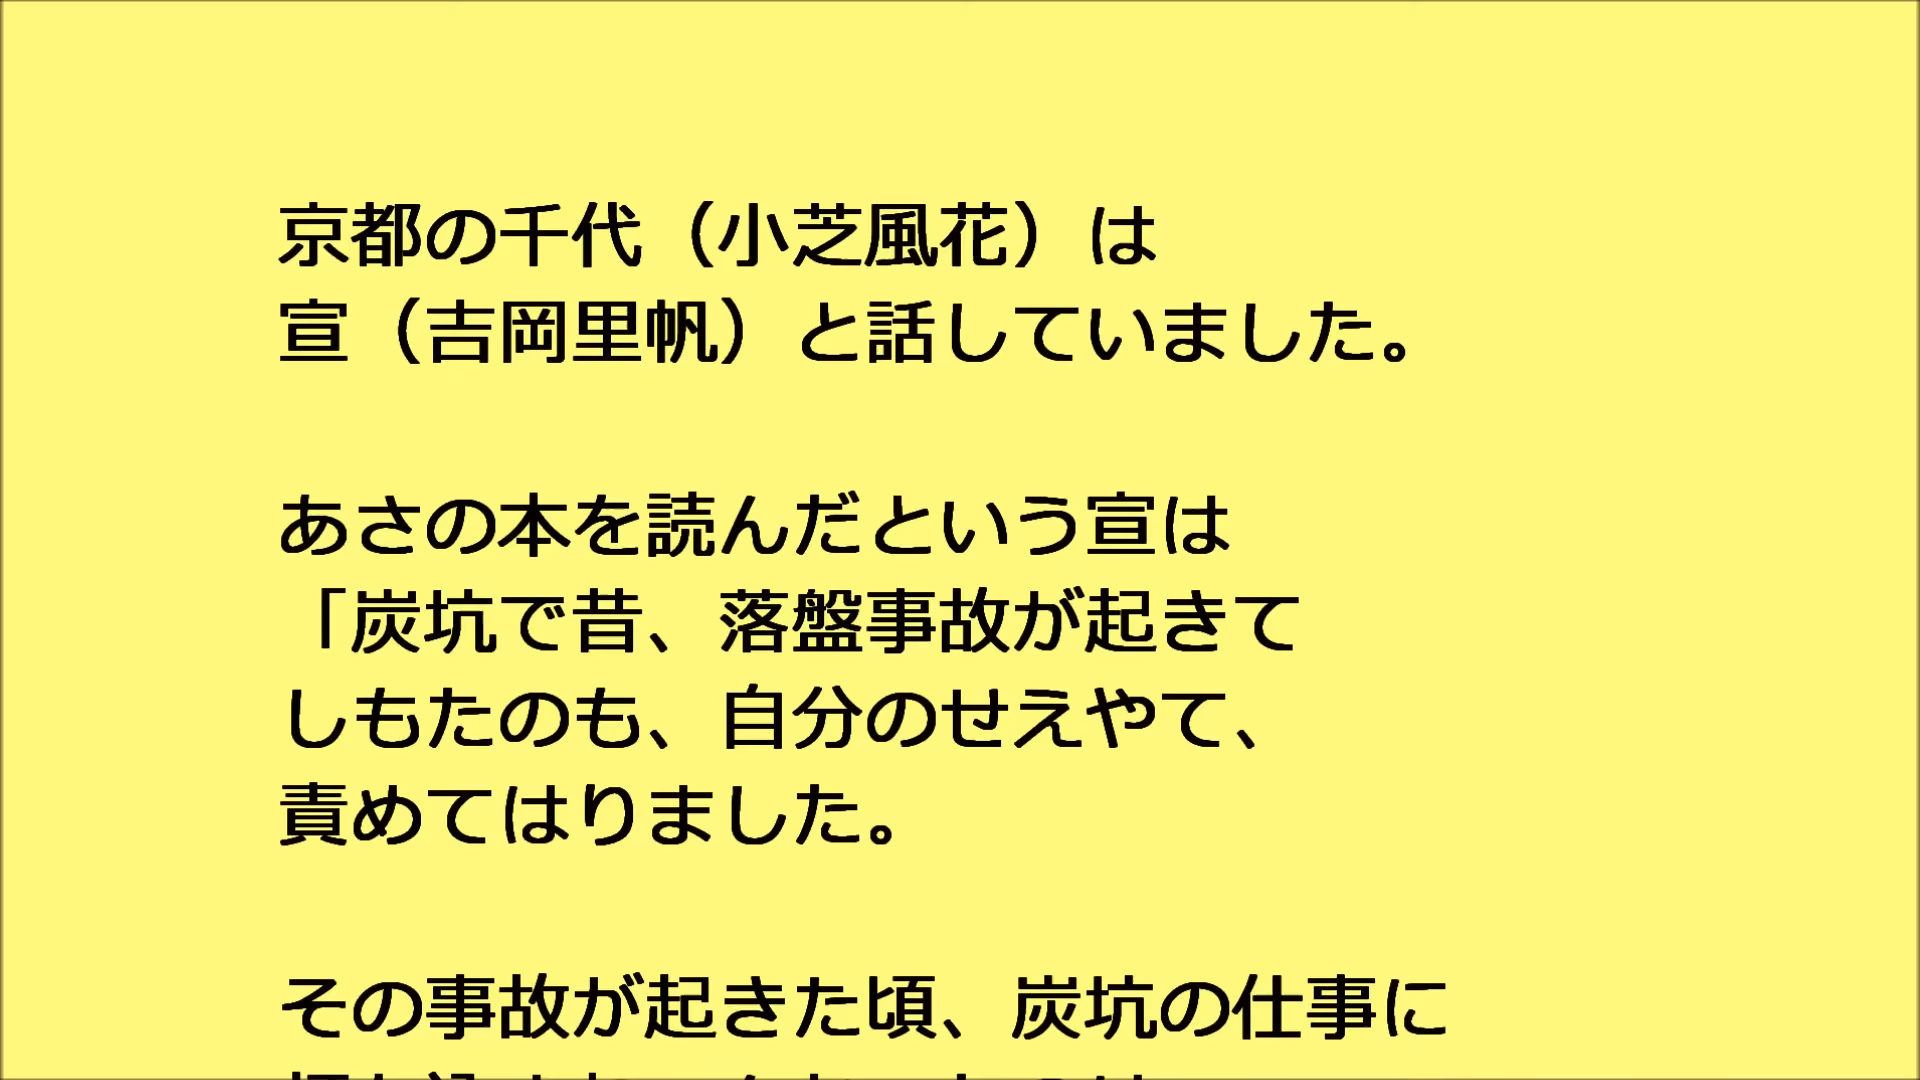 京都の千代（小芝風花）は
宣（吉岡里帆）と話していました。
あさの本を読んだという宣は
「炭坑で昔、落盤事故が起きて
しもたのも、自分のせえやて、
責めてはりました。
その事故が起きた頃、炭坑の仕事に